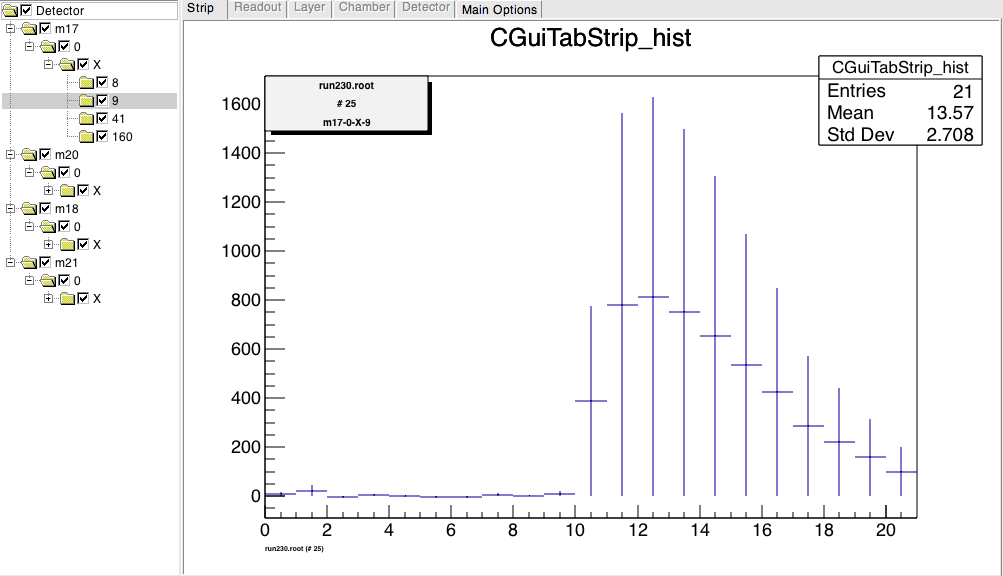 Detector
m17
0
X
8
9
41
160
m20
0
X
m18
0
X
m21
0
X
Strip Readout Layer Chamber Detector Main Options
CGuiTabStrip_hist
run230.root
# 25
m17-0-X-9
CGuiTabStrip_hist
Entries 21
Mean 13.57
Std Dev 2.708
1600
1400
1200
1000
800
600
400
200
0
0 2 4 6 8 10 12 14 16 18 20
run230.root (# 25)